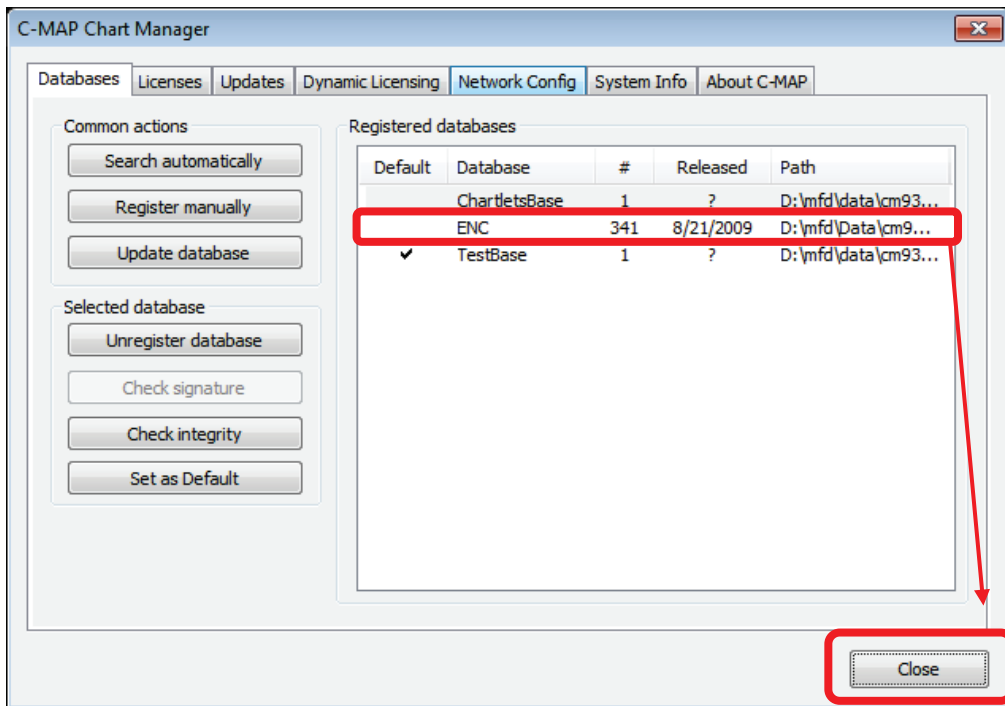 C-MAP Chart Manager
Databases Licenses Updates Dynamic Licensing Network Config System Info About C-MAP
Common actions
Search automatically
Register manually
Update database
Selected database
Unregister database
Check signature
Check integrity
Set as Default
Registered databases
Default Database # Released Path
ChartletsBase 1 ? D:\mfd\data\cm93...
ENC 341 8/21/2009 D:\mfd\Data\cm9...
✔ TestBase 1 ? D:\mfd\data\cm93...
Close